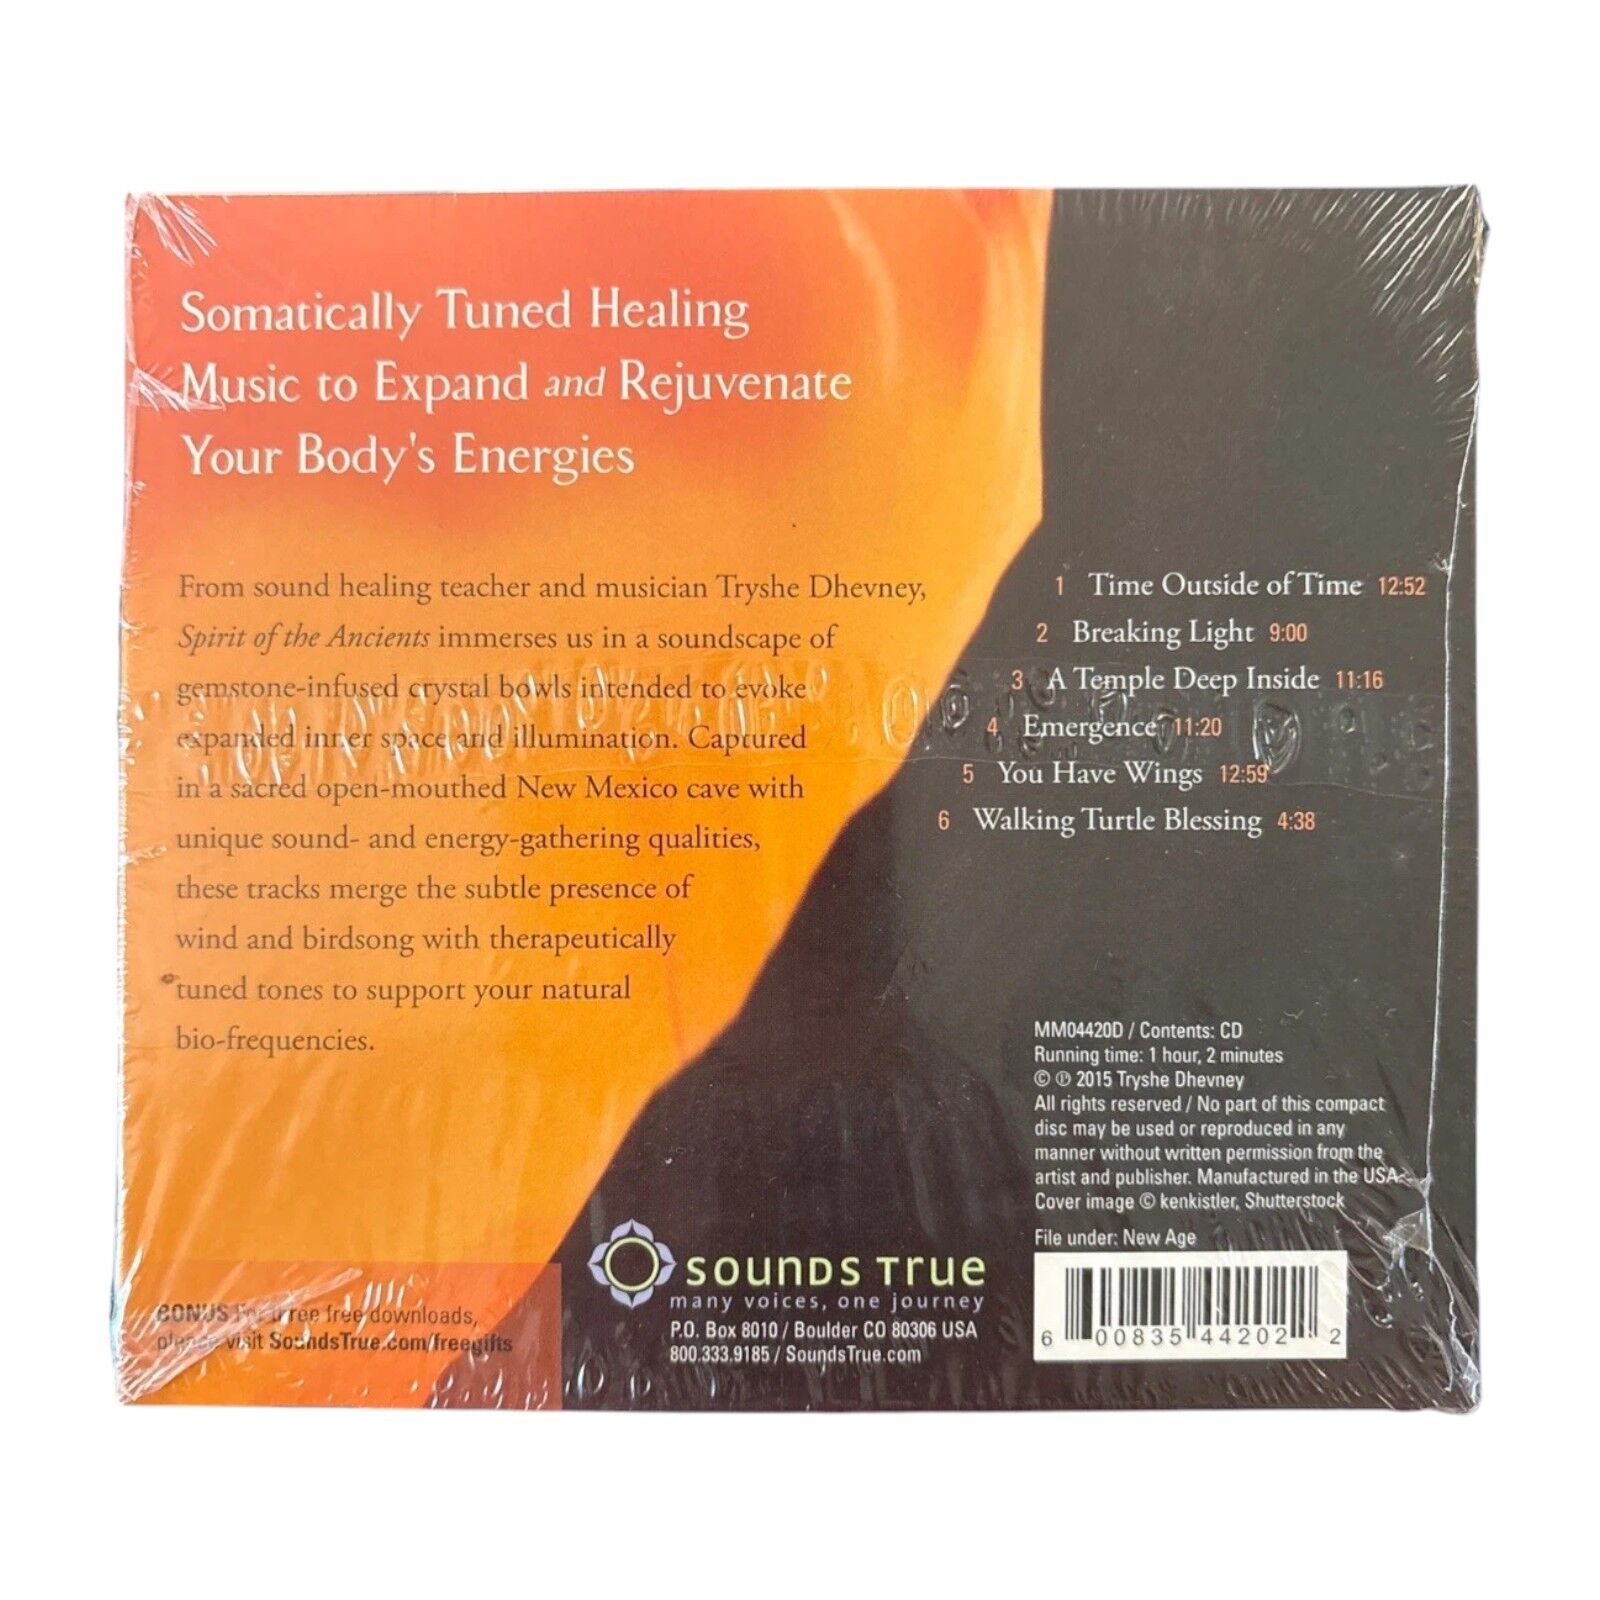 Somatically Tuned Healing
Music to Expand and Rejuvenate
Your Body's Energies
From sound healing teacher and musician Tryshe Dhevney,
Spirit of the Ancients immerses us in a soundscape of
gemstone-infused crystal bowls intended to evoke
expanded inner space and illumination. Captured
in a sacred open-mouthed New Mexico cave with
unique sound- and energy-gathering qualities,
these tracks merge the subtle presence of
wind and birdsong with therapeutically
tuned tones to support your natural
bio-frequencies.
1 Time Outside of Time 12:52
2 Breaking Light 9:00
3 A Temple Deep Inside 11:16
4 Emergence 11:20
5 You Have Wings 12:59
6 Walking Turtle Blessing 4:38
MM04420D / Contents: CD
Running time: 1 hour, 2 minutes
© ℗ 2015 Tryshe Dhevney
All rights reserved / No part of this compact
disc may be used or reproduced in any
manner without written permission from the
artist and publisher. Manufactured in the USA
Cover image © kenkistler, Shutterstock
File under: New Age
6 00835 44202 2
SOUNDS TRUE
many voices, one journey
P.O. Box 8010 / Boulder CO 80306 USA
800.333.9185 / SoundsTrue.com
BONUS For three free downloads,
please visit SoundsTrue.com/freegifts